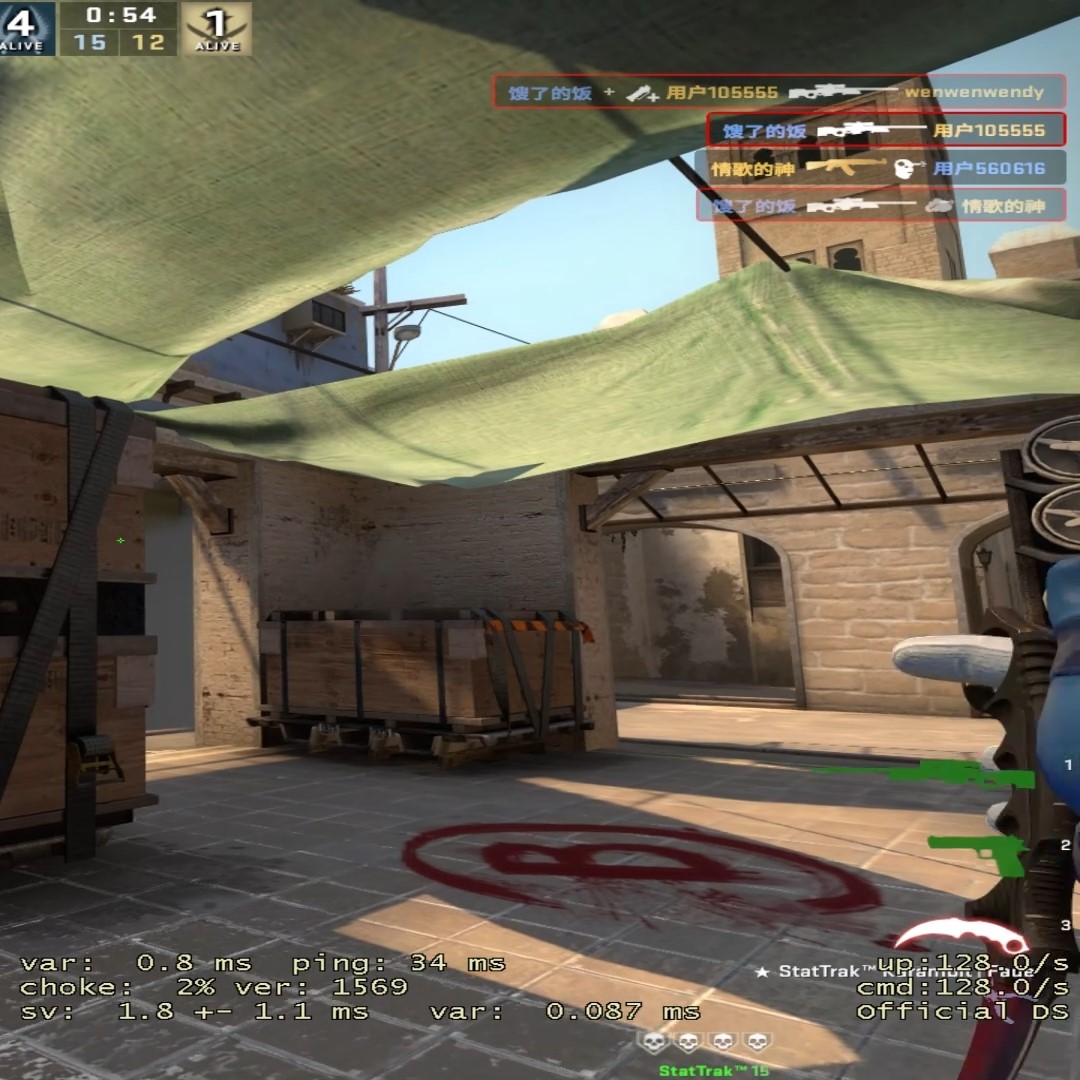 4 ALIVE 0:54 15 12 1 ALIVE
馊了的饭 + 用户105555 wenwenwendy
馊了的饭 用户105555
情歌的神 用户560616
馊了的饭 情歌的神
B
1
2
3
★ StatTrak™ Karambit Fade
var: 0.8 ms ping: 34 ms up:128.0/s
choke: 2% ver: 1569 cmd:128.0/s
sv: 1.8 +- 1.1 ms var: 0.087 ms Official DS
StatTrak™ 15